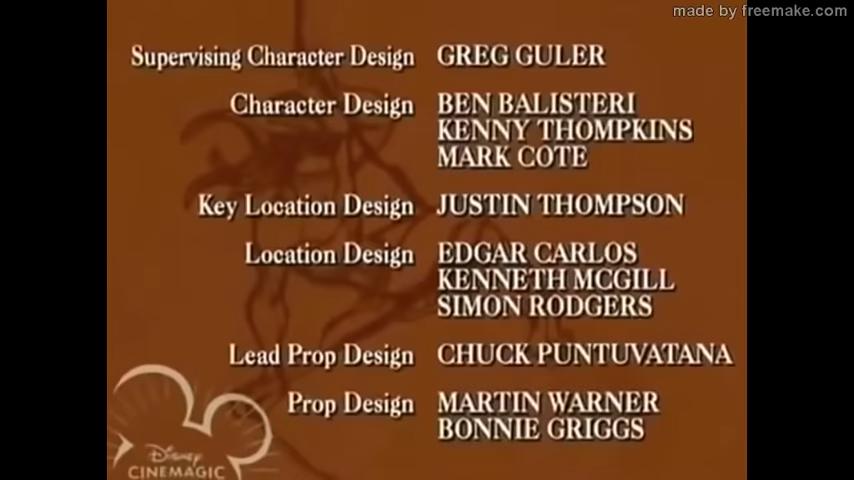 made by freemake.com
Supervising Character Design GREG GULER
Character Design BEN BALISTERI
KENNY THOMPKINS
MARK COTE
Key Location Design JUSTIN THOMPSON
Location Design EDGAR CARLOS
KENNETH MCGILL
SIMON RODGERS
Lead Prop Design CHUCK PUNTUVATANA
Prop Design MARTIN WARNER
BONNIE GRIGGS
Disney
CINEMAGIC